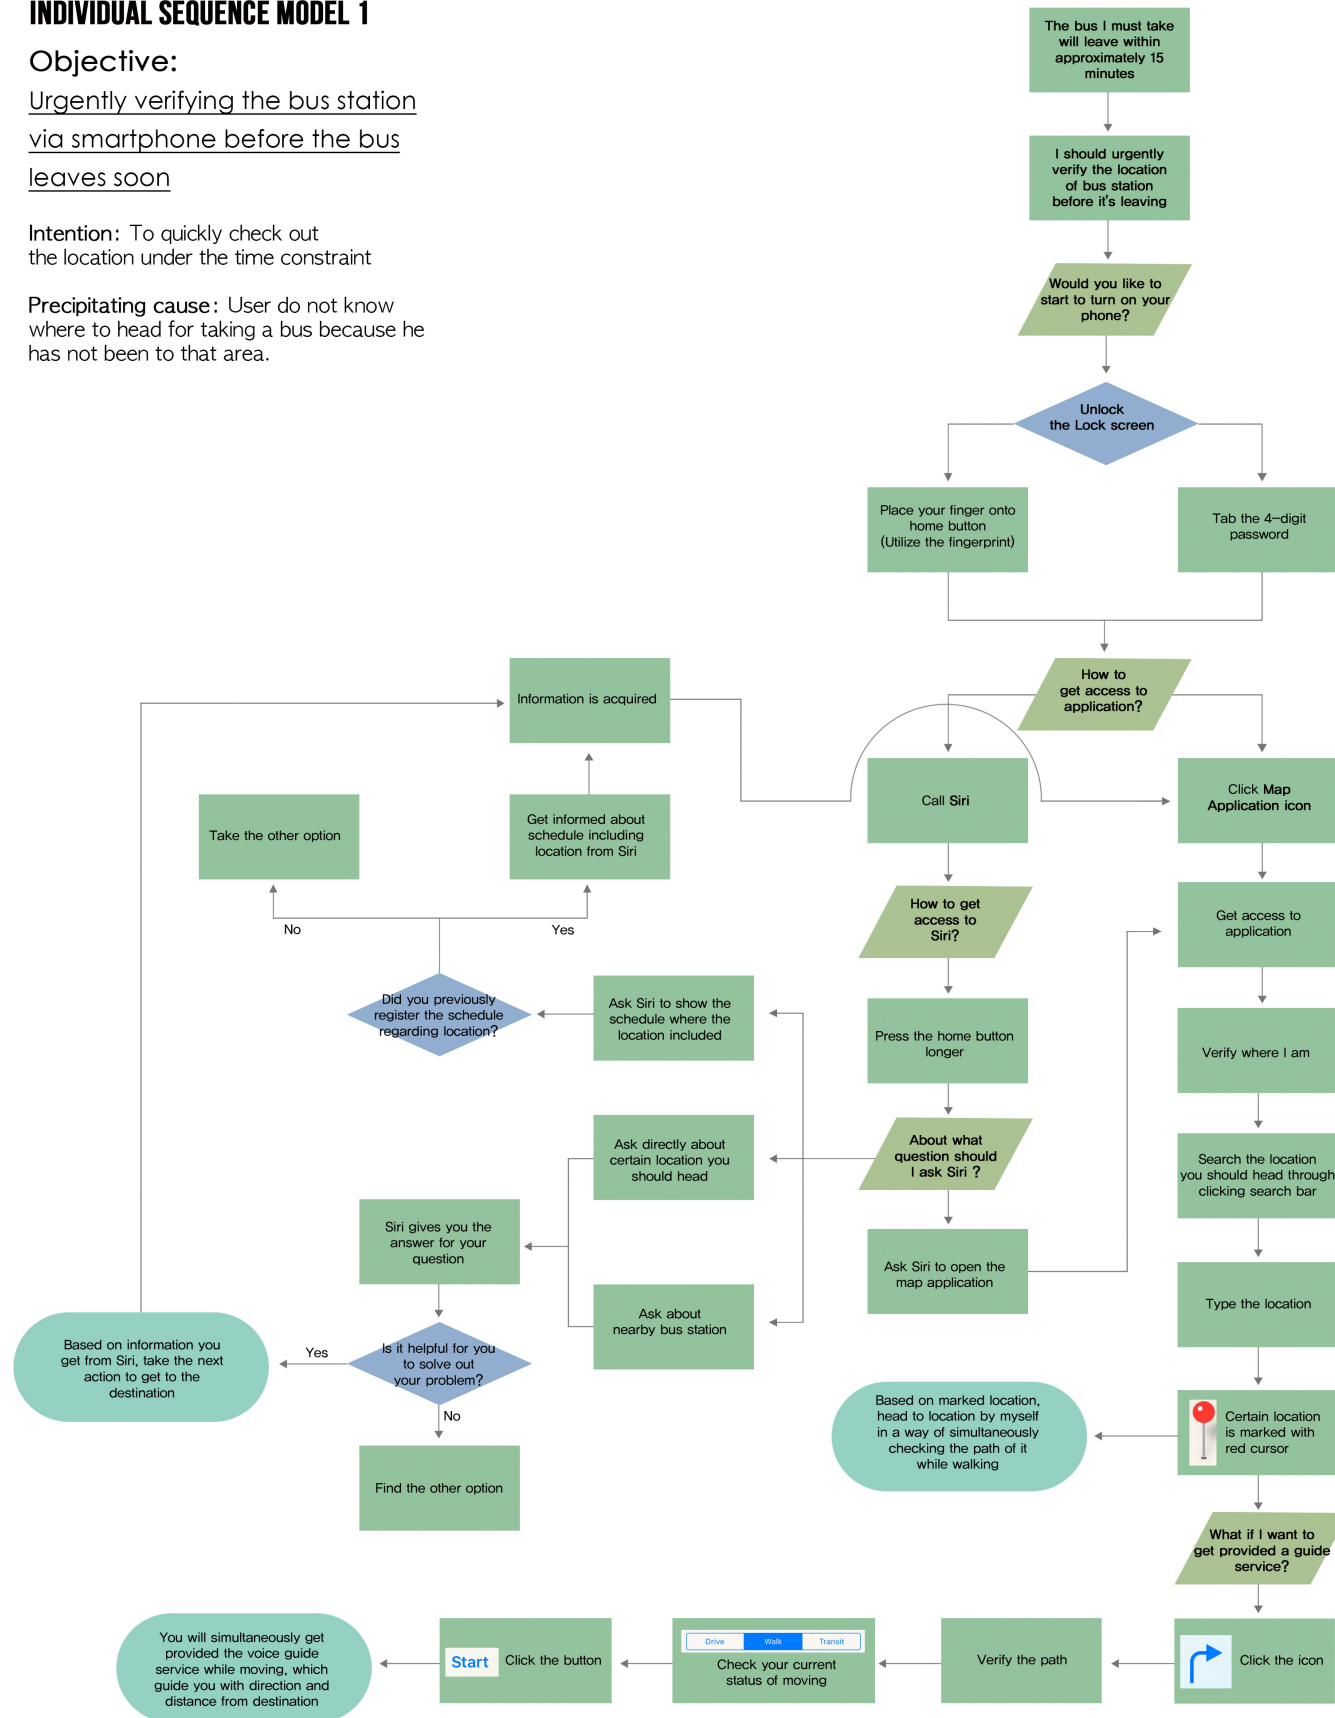 INDIVIDUAL SEQUENCE MODEL 1
Objective:
Urgently verifying the bus station
via smartphone before the bus
leaves soon
Intention: To quickly check out
the location under the time constraint
Precipitating cause: User do not know
where to head for taking a bus because he
has not been to that area.
The bus I must take
will leave within
approximately 15
minutes
I should urgently
verify the location
of bus station
before it's leaving
Would you like to
start to turn on your
phone?
Unlock
the Lock screen
Place your finger onto
home button
(Utilize the fingerprint)
Tab the 4-digit
password
How to
get access to
application?
Information is acquired
Call Siri
Click Map
Application icon
Take the other option
Get informed about
schedule including
location from Siri
No
Yes
How to get
access to
Siri?
Get access to
application
Did you previously
register the schedule
regarding location?
Ask Siri to show the
schedule where the
location included
Press the home button
longer
Verify where I am
Ask directly about
certain location you
should head
About what
question should
I ask Siri ?
Search the location
you should head through
clicking search bar
Siri gives you the
answer for your
question
Ask Siri to open the
map application
Ask about
nearby bus station
Type the location
Based on information you
get from Siri, take the next
action to get to the
destination
Yes
Is it helpful for you
to solve out
your problem?
No
Find the other option
Based on marked location,
head to location by myself
in a way of simultaneously
checking the path of it
while walking
Certain location
is marked with
red cursor
What if I want to
get provided a guide
service?
You will simultaneously get
provided the voice guide
service while moving, which
guide you with direction and
distance from destination
Start Click the button
Drive Walk Transit
Check your current
status of moving
Verify the path
Click the icon